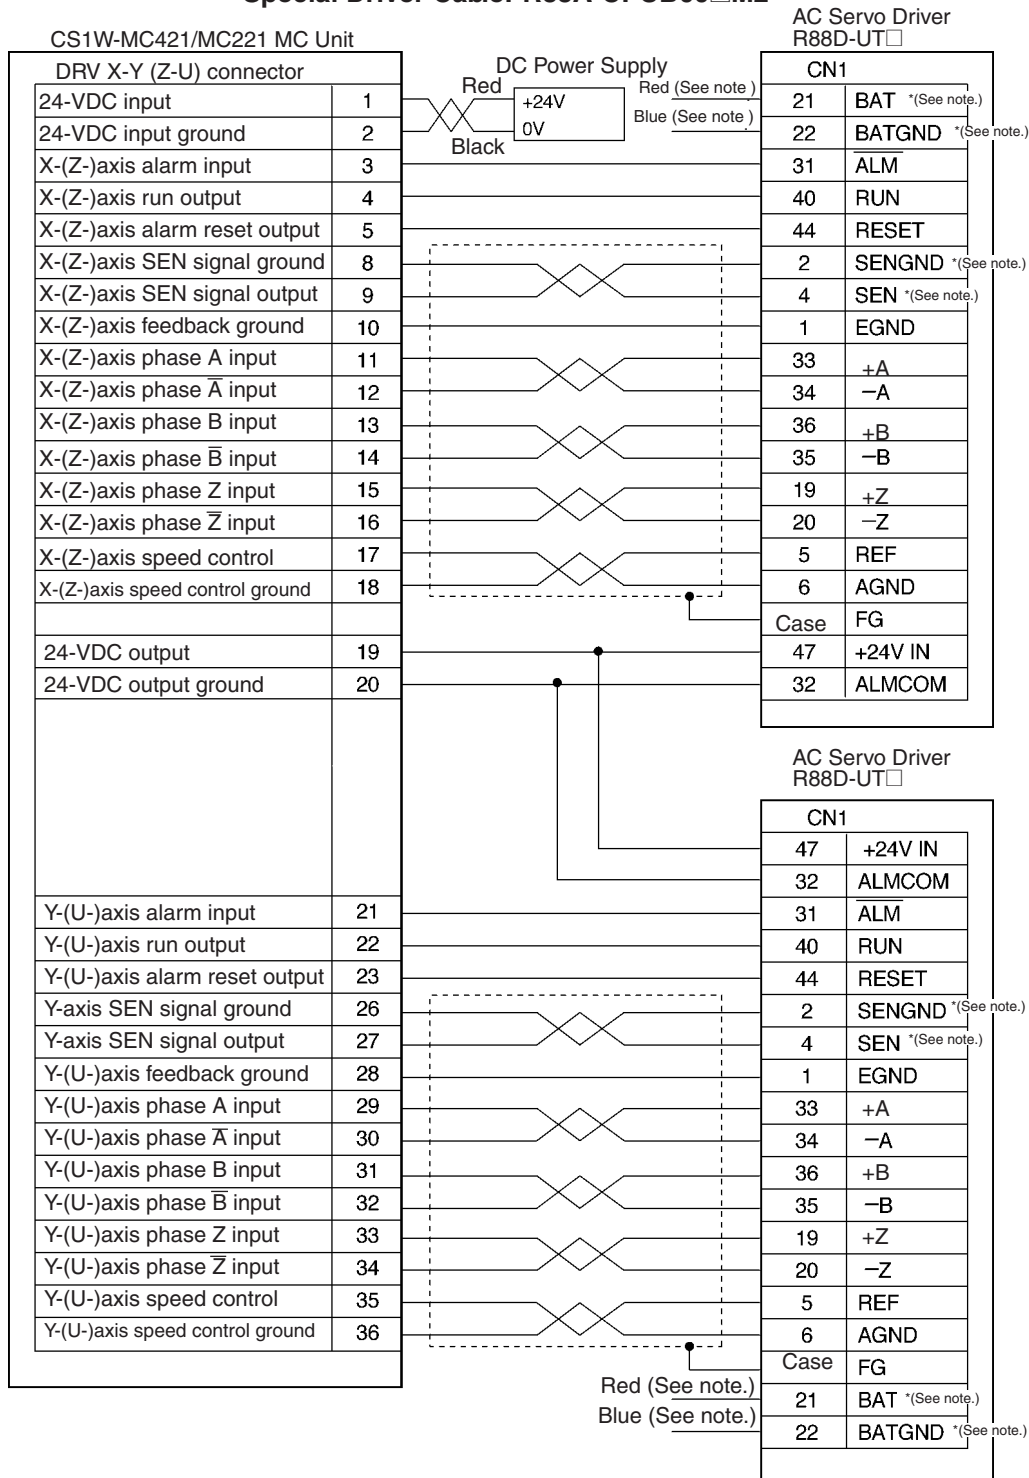 AC Servo Driver
R88D-UT□
CS1W-MC421/MC221 MC Unit
DRV X-Y (Z-U) connector
DC Power Supply
CN1
24-VDC input 1 Red +24V Red (See note ) 21 BAT *(See note.)
24-VDC input ground 2 Black 0V Blue (See note ) 22 BATGND *(See note.)
X-(Z-)axis alarm input 3 31 A̅L̅M̅
X-(Z-)axis run output 4 40 RUN
X-(Z-)axis alarm reset output 5 44 RESET
X-(Z-)axis SEN signal ground 8 2 SENGND *(See note.)
X-(Z-)axis SEN signal output 9 4 SEN *(See note.)
X-(Z-)axis feedback ground 10 1 EGND
X-(Z-)axis phase A input 11 33 +A
X-(Z-)axis phase A̅ input 12 34 −A
X-(Z-)axis phase B input 13 36 +B
X-(Z-)axis phase B̅ input 14 35 −B
X-(Z-)axis phase Z input 15 19 +Z
X-(Z-)axis phase Z̅ input 16 20 −Z
X-(Z-)axis speed control 17 5 REF
X-(Z-)axis speed control ground 18 6 AGND
Case FG
24-VDC output 19 47 +24V IN
24-VDC output ground 20 32 ALMCOM
AC Servo Driver
R88D-UT□
CN1
47 +24V IN
32 ALMCOM
Y-(U-)axis alarm input 21 31 A̅L̅M̅
Y-(U-)axis run output 22 40 RUN
Y-(U-)axis alarm reset output 23 44 RESET
Y-axis SEN signal ground 26 2 SENGND *(See note.)
Y-axis SEN signal output 27 4 SEN *(See note.)
Y-(U-)axis feedback ground 28 1 EGND
Y-(U-)axis phase A input 29 33 +A
Y-(U-)axis phase A̅ input 30 34 −A
Y-(U-)axis phase B input 31 36 +B
Y-(U-)axis phase B̅ input 32 35 −B
Y-(U-)axis phase Z input 33 19 +Z
Y-(U-)axis phase Z̅ input 34 20 −Z
Y-(U-)axis speed control 35 5 REF
Y-(U-)axis speed control ground 36 6 AGND
Case FG
Red (See note.) 21 BAT *(See note.)
Blue (See note.) 22 BATGND *(See note.)